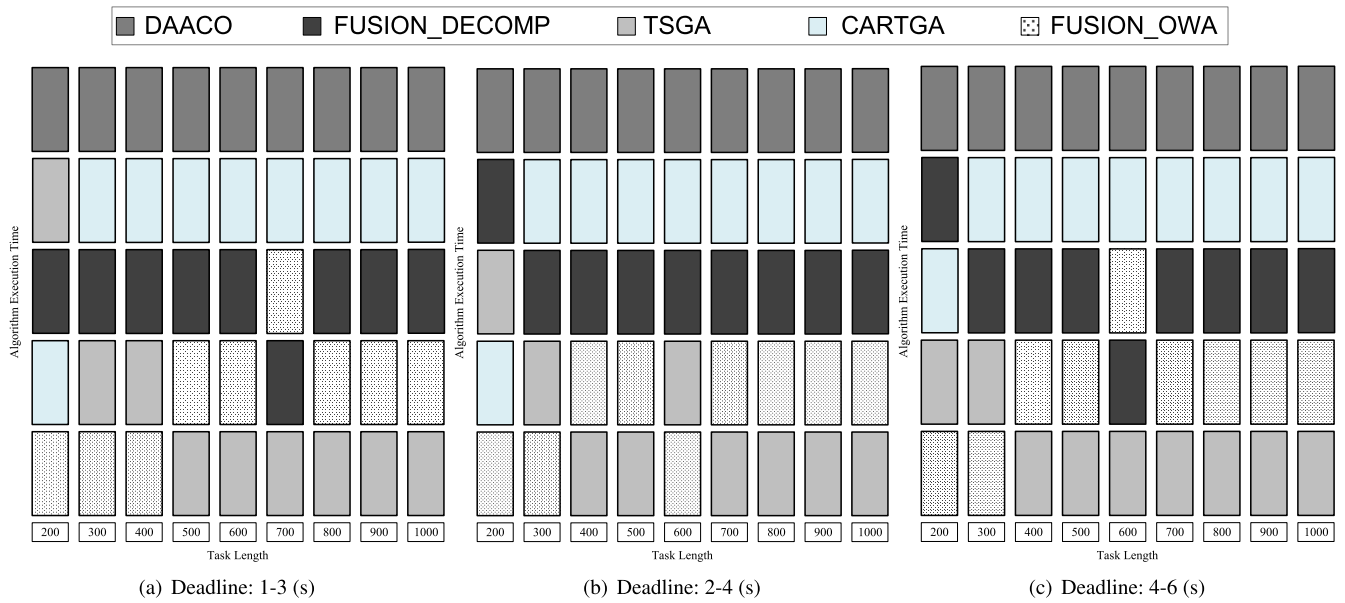 DAACO FUSION_DECOMP TSGA CARTGA FUSION_OWA
Algorithm Execution Time
200 300 400 500 600 700 800 900 1000
Task Length
(a) Deadline: 1-3 (s)
Algorithm Execution Time
200 300 400 500 600 700 800 900 1000
Task Length
(b) Deadline: 2-4 (s)
Algorithm Execution Time
200 300 400 500 600 700 800 900 1000
Task Length
(c) Deadline: 4-6 (s)